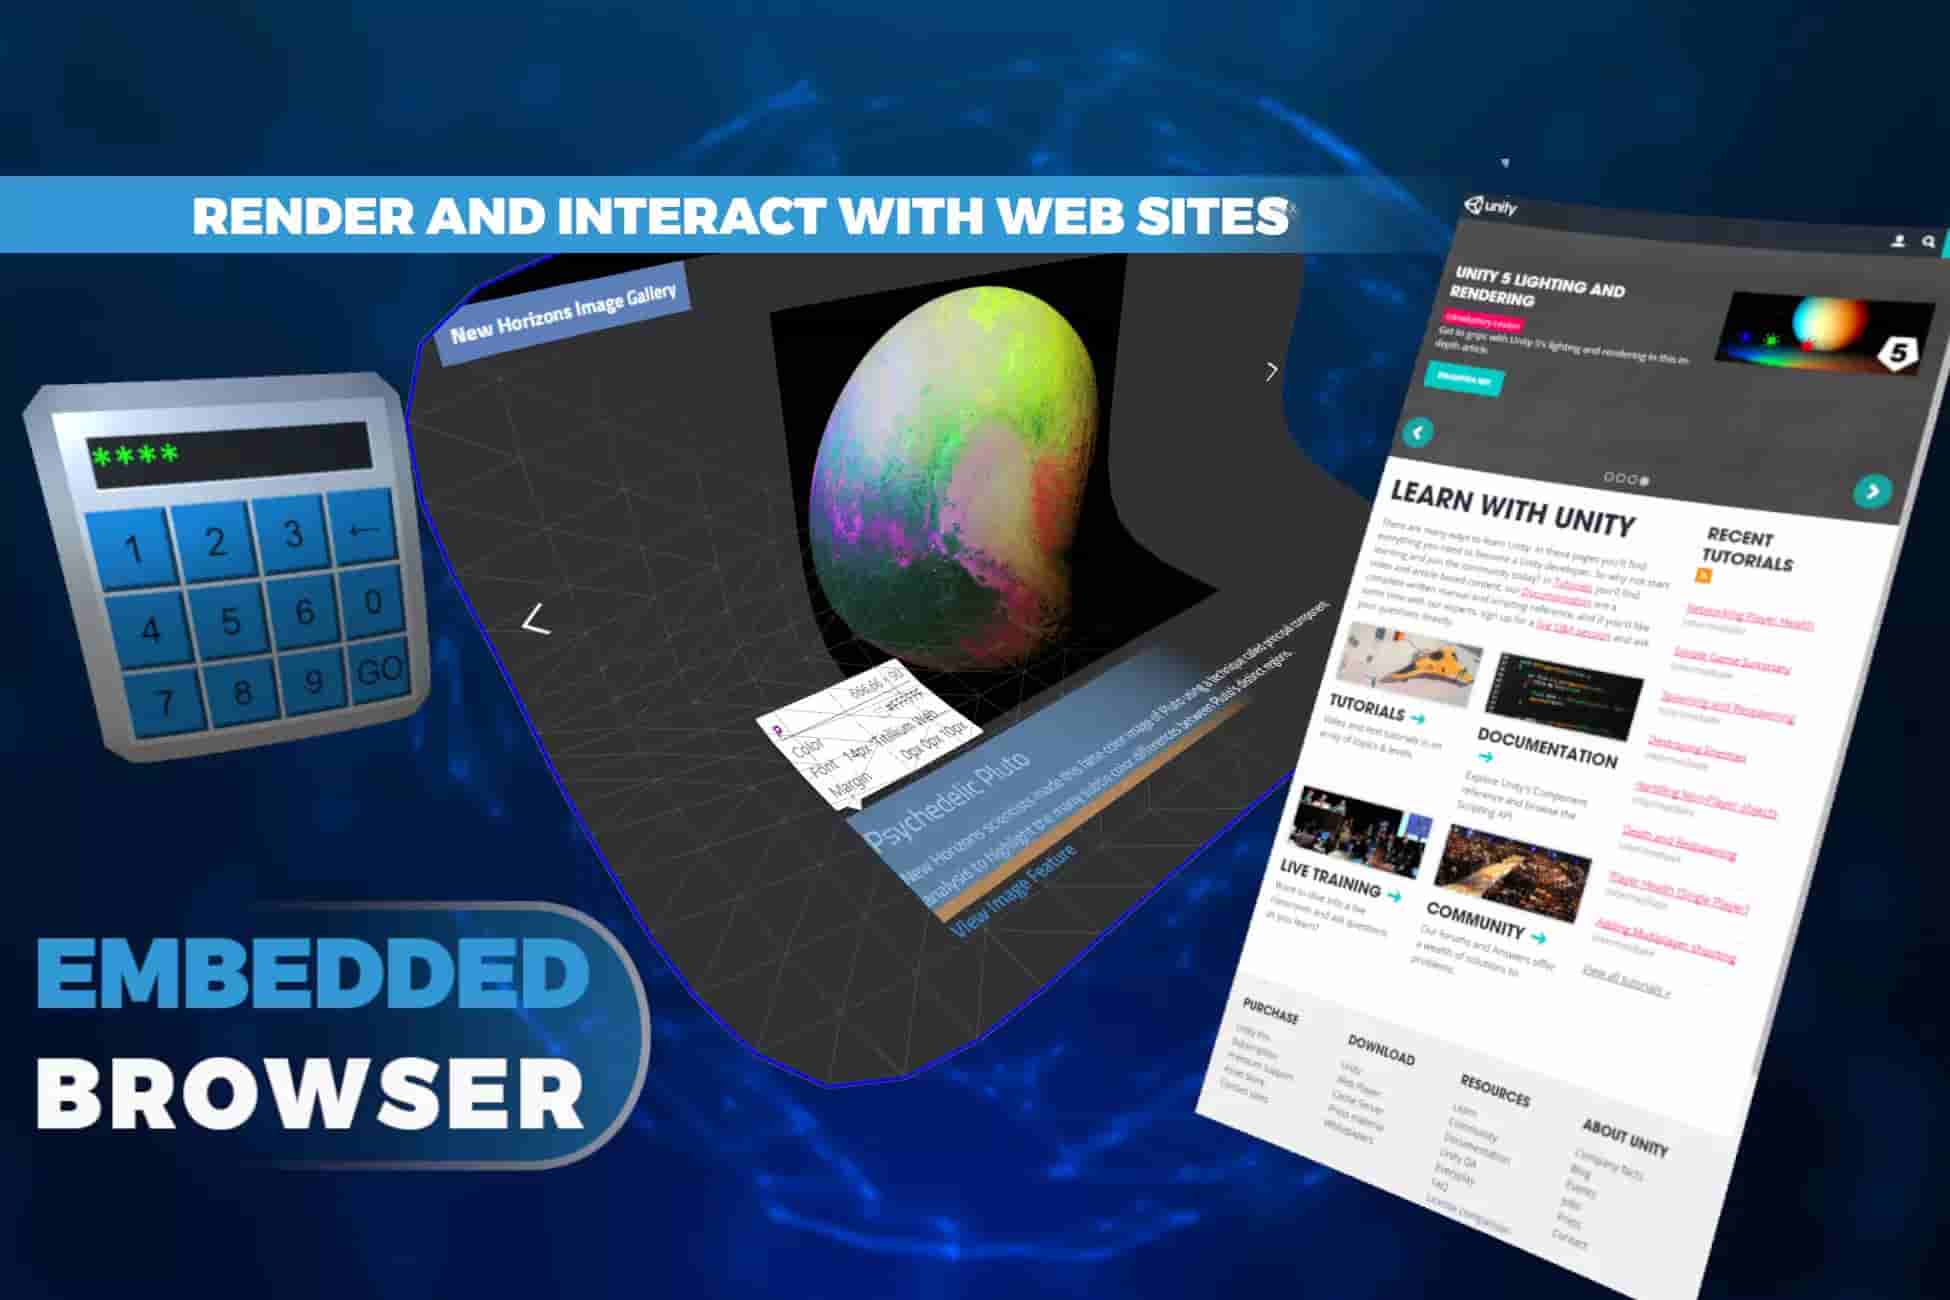 RENDER AND INTERACT WITH WEB SITES
New Horizons Image Gallery
****
1 2 3 ←
4 5 6 0
7 8 9 GO
666.66 x 90
Color #FF9FFF
Font 14px "Titillium Web
Margin 0px 0px 10px
Psychedelic Pluto
New Horizons scientists made this false color image of Pluto using a technique called principal component
analysis to highlight the many subtle color differences between Pluto's distinct regions.
View Image Feature
EMBEDDED
BROWSER
unity
UNITY 5 LIGHTING AND
RENDERING
Introductory Lesson
Get to grips with Unity 5's lighting and rendering in this in-
depth article.
5
LEARN WITH UNITY
There are many ways to learn Unity. In these pages you'll find
everything you need to become a Unity developer. So why not start
learning and join the community today? In Tutorials you'll find
video and article based content, our Documentation are a
complete written manual and scripting reference, and if you'd like
some time with our experts, sign up for a live Q&A session and ask
your questions directly.
TUTORIALS →
Video and text tutorials in an
array of topics & levels.
DOCUMENTATION
→
Explore Unity's Component
reference and browse the
Scripting API
LIVE TRAINING →
Want to dive into a live
classroom and ask questions
as you learn?
COMMUNITY →
Our Forums and Answers offer
a wealth of solutions to
problems.
RECENT
TUTORIALS
Networking Player Health
Intermediate
Simple Game Summary
Intermediate
Spawning and Respawning
Intermediate
Destroying Enemies
Intermediate
Handling Non-Player objects
Intermediate
Death and Respawning
Intermediate
Player Health (Single Player)
Intermediate
Adding Multiplayer Shooting
Intermediate
View all tutorials »
PURCHASE
Unity Pro
Subscription
Premium Support
Asset Store
Contact sales
DOWNLOAD
Unity
Web Player
Cache Server
Press material
Whitepapers
RESOURCES
Learn
Community
Documentation
Unity QA
Everyplay
FAQ
License comparison
ABOUT UNITY
Company facts
Blog
Events
Jobs
Press
Contact